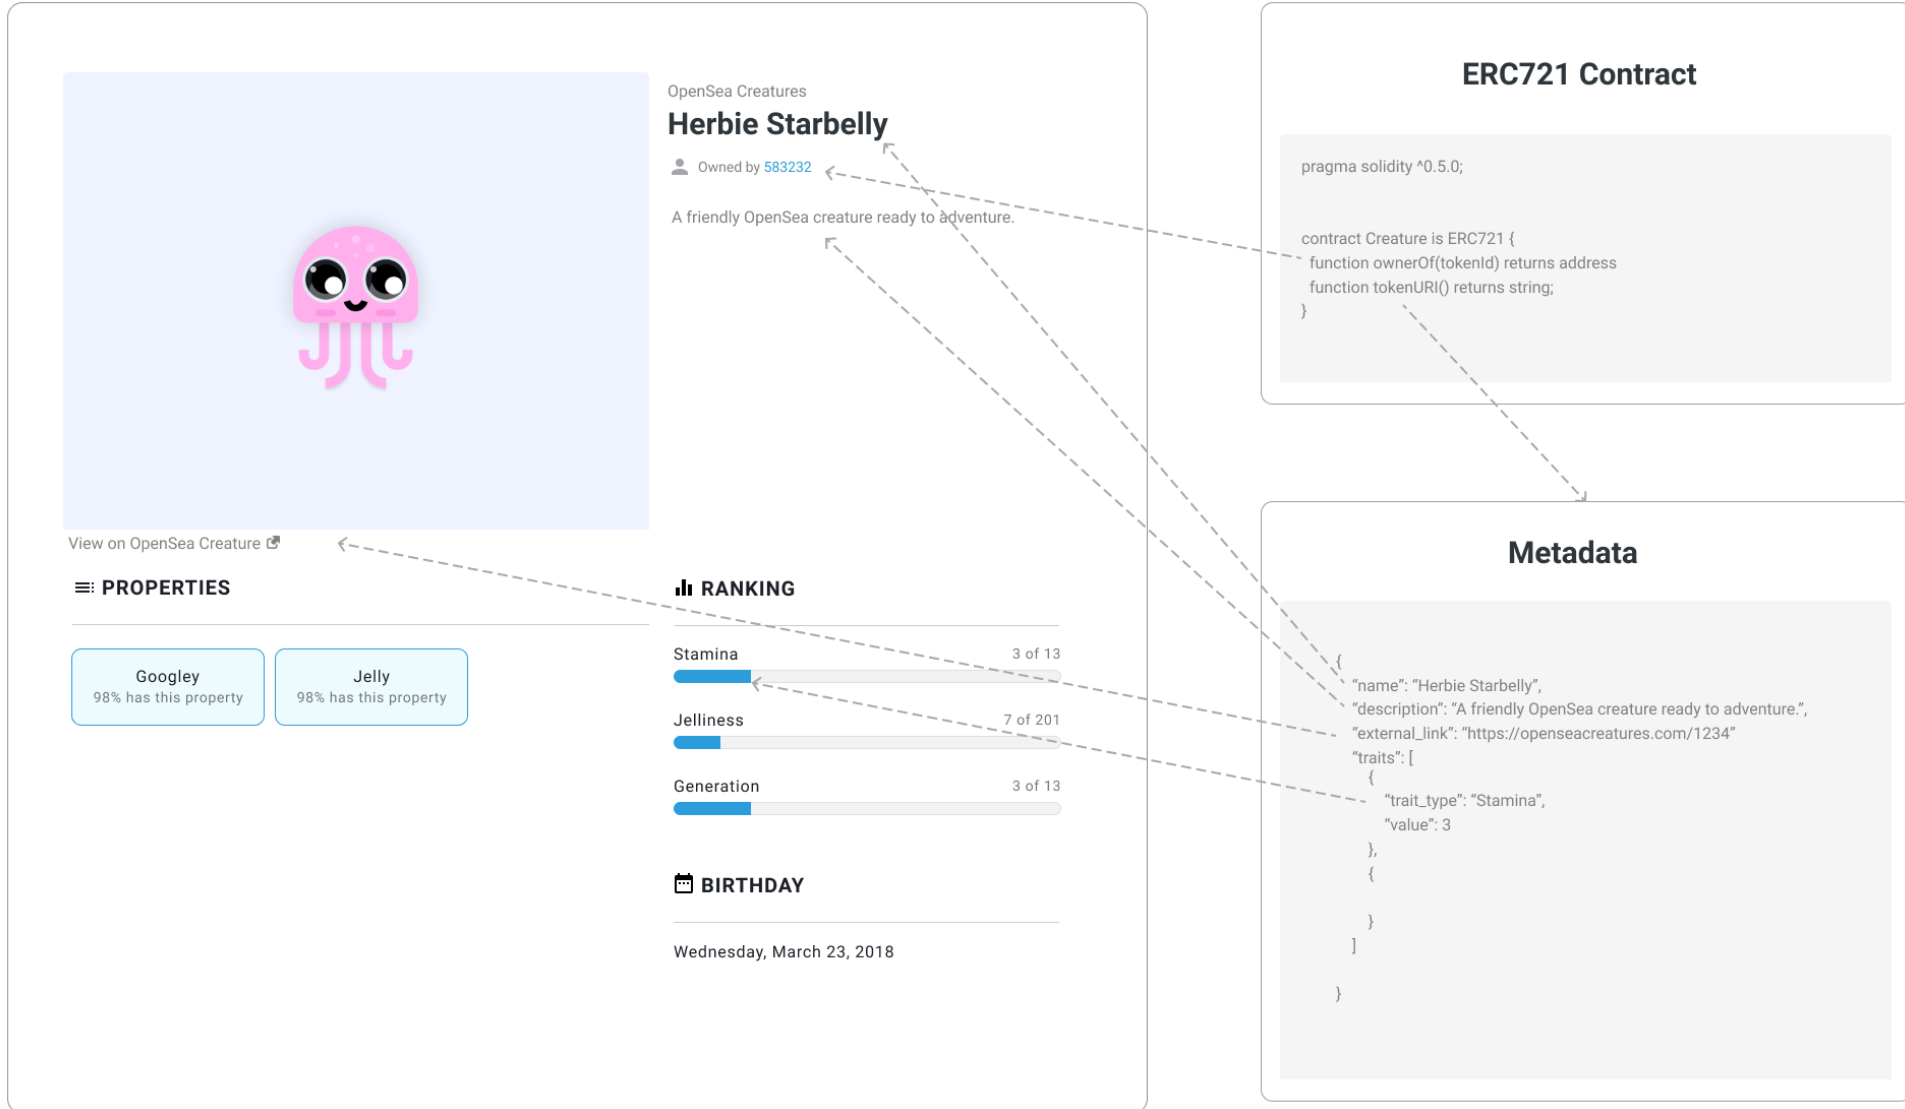 OpenSea Creatures
Herbie Starbelly
Owned by 583232
A friendly OpenSea creature ready to adventure.
View on OpenSea Creature
PROPERTIES
Googley
98% has this property
Jelly
98% has this property
RANKING
Stamina 3 of 13
Jelliness 7 of 201
Generation 3 of 13
BIRTHDAY
Wednesday, March 23, 2018
ERC721 Contract
pragma solidity ^0.5.0;
contract Creature is ERC721 {
function ownerOf(tokenId) returns address
function tokenURI() returns string;
}
Metadata
{
“name”: “Herbie Starbelly”,
“description”: “A friendly OpenSea creature ready to adventure.”,
“external_link”: “https://openseacreatures.com/1234”
“traits”: [
{
“trait_type”: “Stamina”,
“value”: 3
},
{
}
]
}